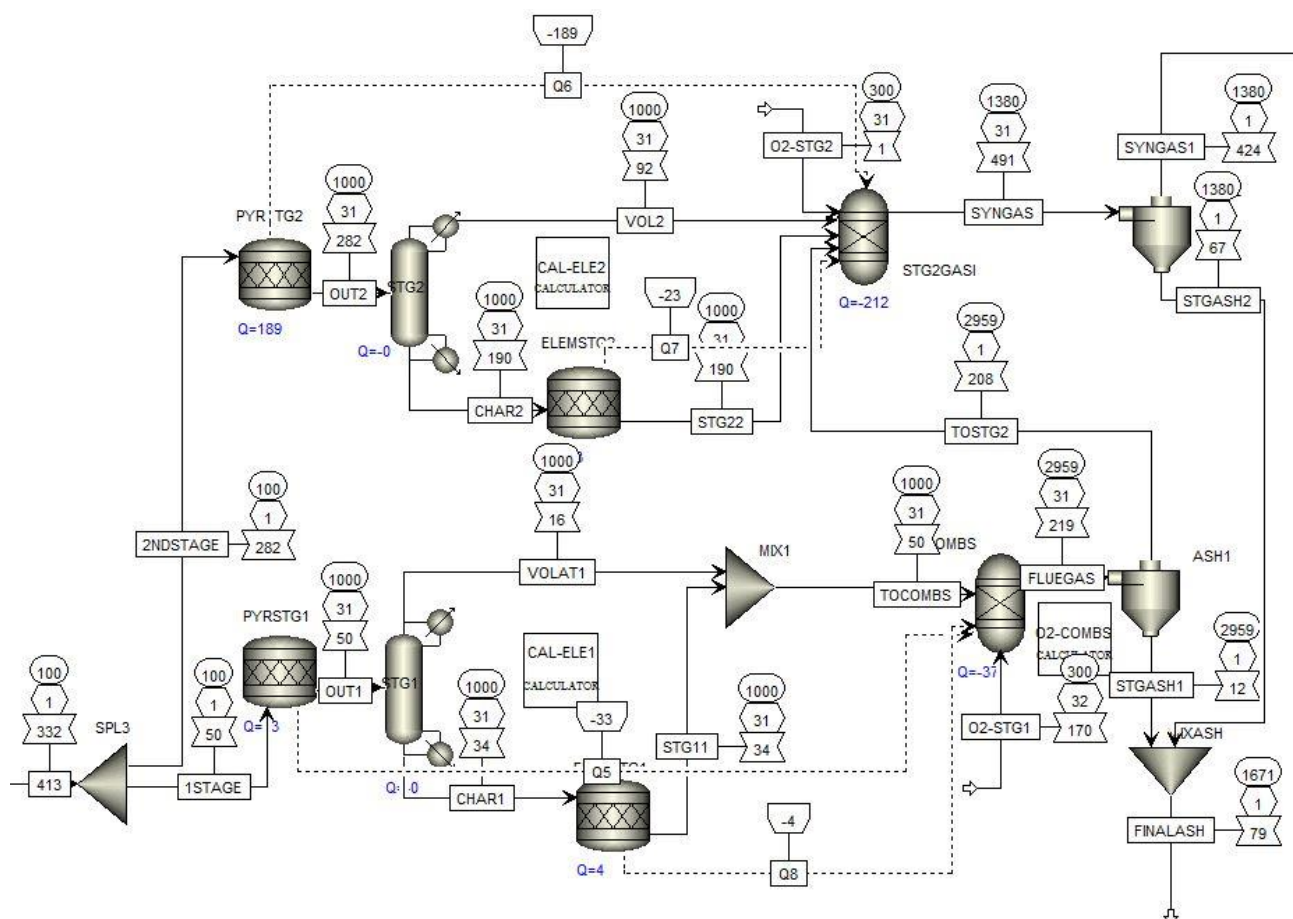 -189
Q6
1000
31
92
VOL2
300
31
1
O2-STG2
1380
31
491
SYNGAS
1380
1
424
SYNGAS1
1380
1
67
STGASH2
PYR
TG2
1000
31
282
OUT2
Q=189
STG2
Q=-0
CAL-ELE2
CALCULATOR
STG2GASI
Q=-212
-23
Q7
1000
31
190
1000
31
190
CHAR2
STG22
2959
1
208
TOSTG2
100
1
282
2NDSTAGE
1000
31
16
VOLAT1
MIX1
1000
31
50
TOCOMBS
OMBS
2959
31
219
FLUEGAS
ASH1
O2-COMBS
CALCULATOR
Q=-37
2959
1
12
STGASH1
300
32
170
O2-STG1
PYRSTG1
1000
31
50
OUT1
STG1
CAL-ELE1
CALCULATOR
-33
Q5
1000
31
34
CHAR1
1000
31
34
STG11
100
1
332
413
SPL3
100
1
50
1STAGE
Q=4
-4
Q8
IXASH
1671
1
79
FINALASH